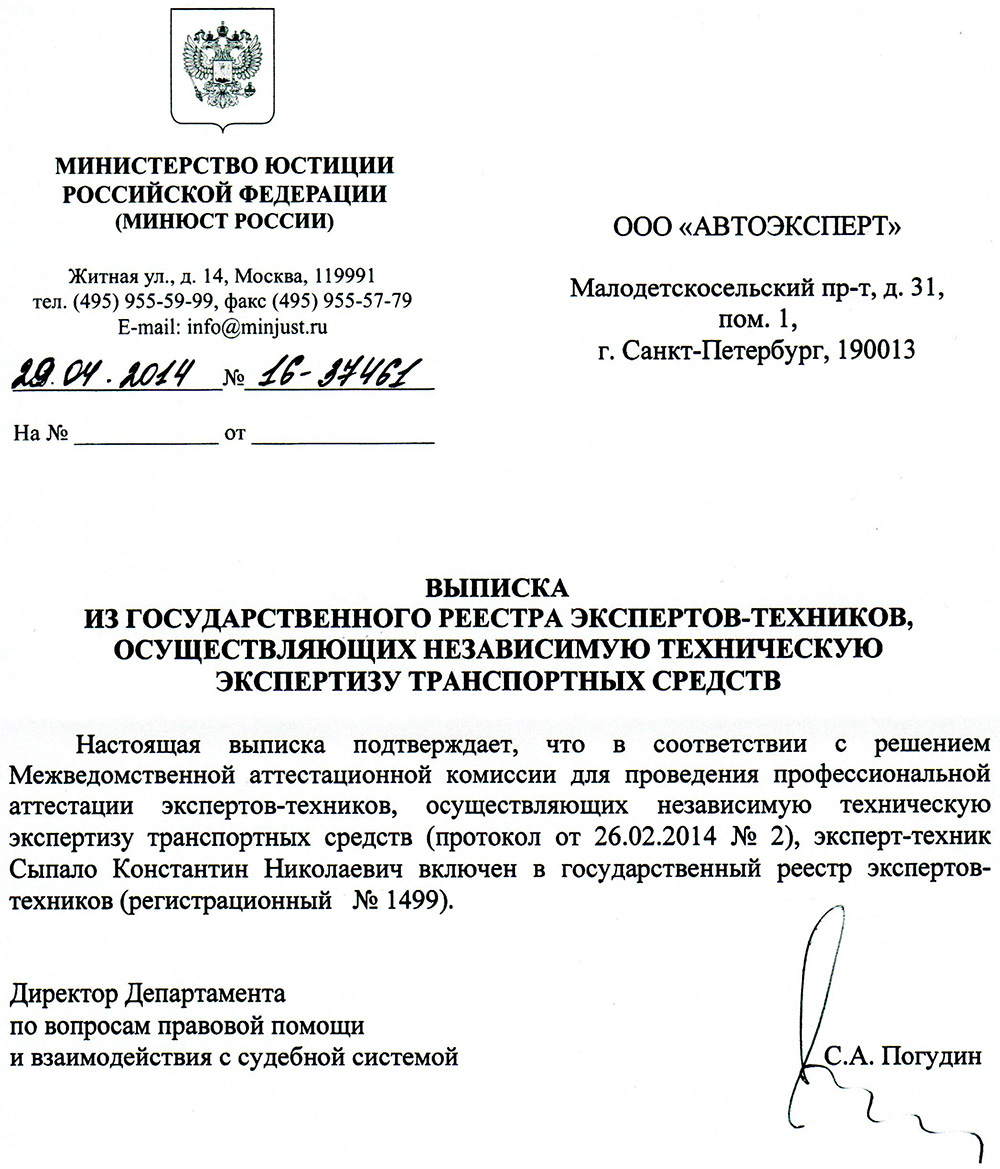 МИНИСТЕРСТВО ЮСТИЦИИ
РОССИЙСКОЙ ФЕДЕРАЦИИ
(МИНЮСТ РОССИИ)
Житная ул., д. 14, Москва, 119991
тел. (495) 955-59-99, факс (495) 955-57-79
E-mail: info@minjust.ru
29.04.2014 № 16-37461
На № ____________ от _______________
ООО «АВТОЭКСПЕРТ»
Малодетскосельский пр-т, д. 31,
пом. 1,
г. Санкт-Петербург, 190013
ВЫПИСКА
ИЗ ГОСУДАРСТВЕННОГО РЕЕСТРА ЭКСПЕРТОВ-ТЕХНИКОВ,
ОСУЩЕСТВЛЯЮЩИХ НЕЗАВИСИМУЮ ТЕХНИЧЕСКУЮ
ЭКСПЕРТИЗУ ТРАНСПОРТНЫХ СРЕДСТВ
Настоящая выписка подтверждает, что в соответствии с решением
Межведомственной аттестационной комиссии для проведения профессиональной
аттестации экспертов-техников, осуществляющих независимую техническую
экспертизу транспортных средств (протокол от 26.02.2014 № 2), эксперт-техник
Сыпало Константин Николаевич включен в государственный реестр экспертов-
техников (регистрационный № 1499).
Директор Департамента
по вопросам правовой помощи
и взаимодействия с судебной системой
С.А. Погудин